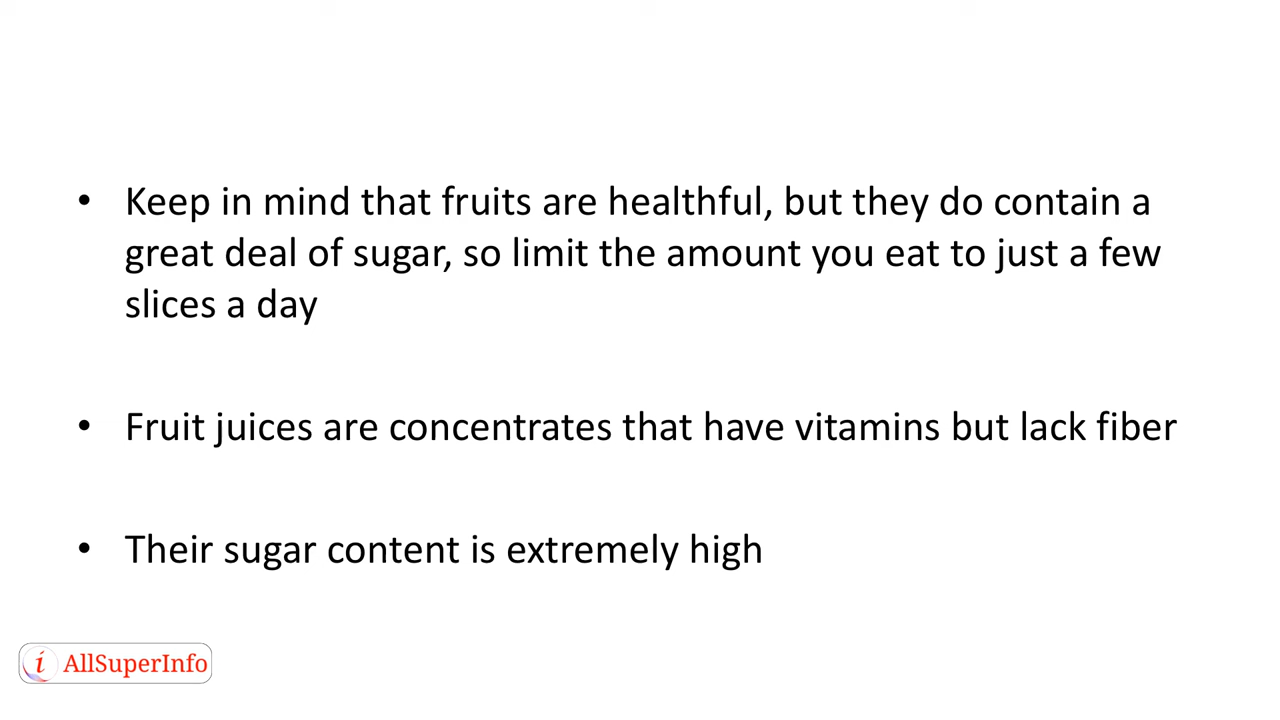 • Keep in mind that fruits are healthful, but they do contain a
great deal of sugar, so limit the amount you eat to just a few
slices a day
• Fruit juices are concentrates that have vitamins but lack fiber
• Their sugar content is extremely high
i AllSuperInfo